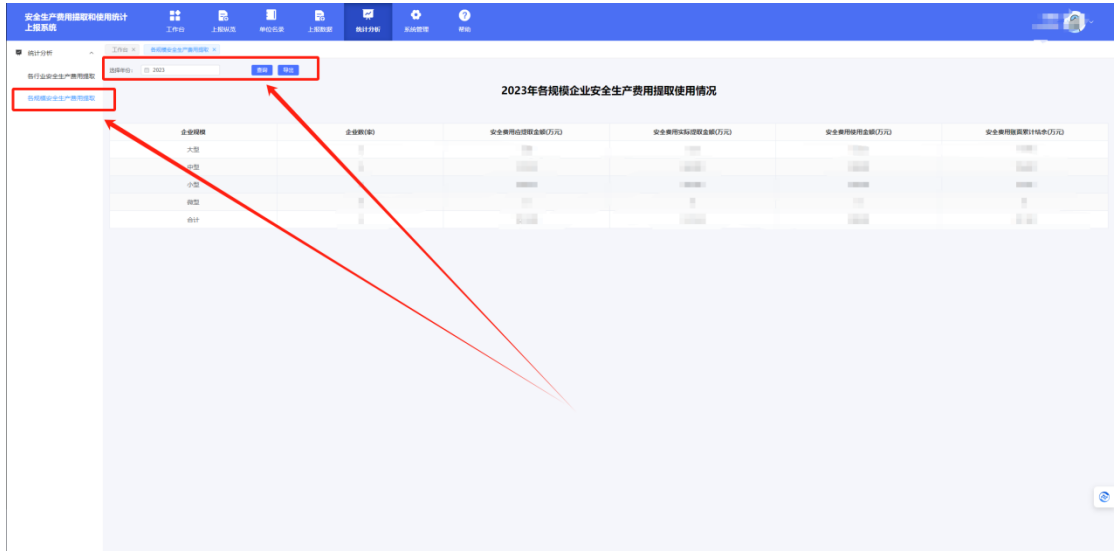 安全生产费用提取和使用统计
上报系统
工作台
上报状态
单位名录
上报数据
统计分析
系统管理
帮助
统计分析
工作台 ×
各规模企业安全生产费用提取 ×
各行业安全生产费用提取
各规模企业安全生产费用提取
选择年份: 2023
查询
导出
2023年各规模企业安全生产费用提取使用情况
企业规模 企业数(家) 安全费用应提取金额(万元) 安全费用实际提取金额(万元) 安全费用使用金额(万元) 安全费用账面累计结余(万元)
大型
中型
小型
微型
合计